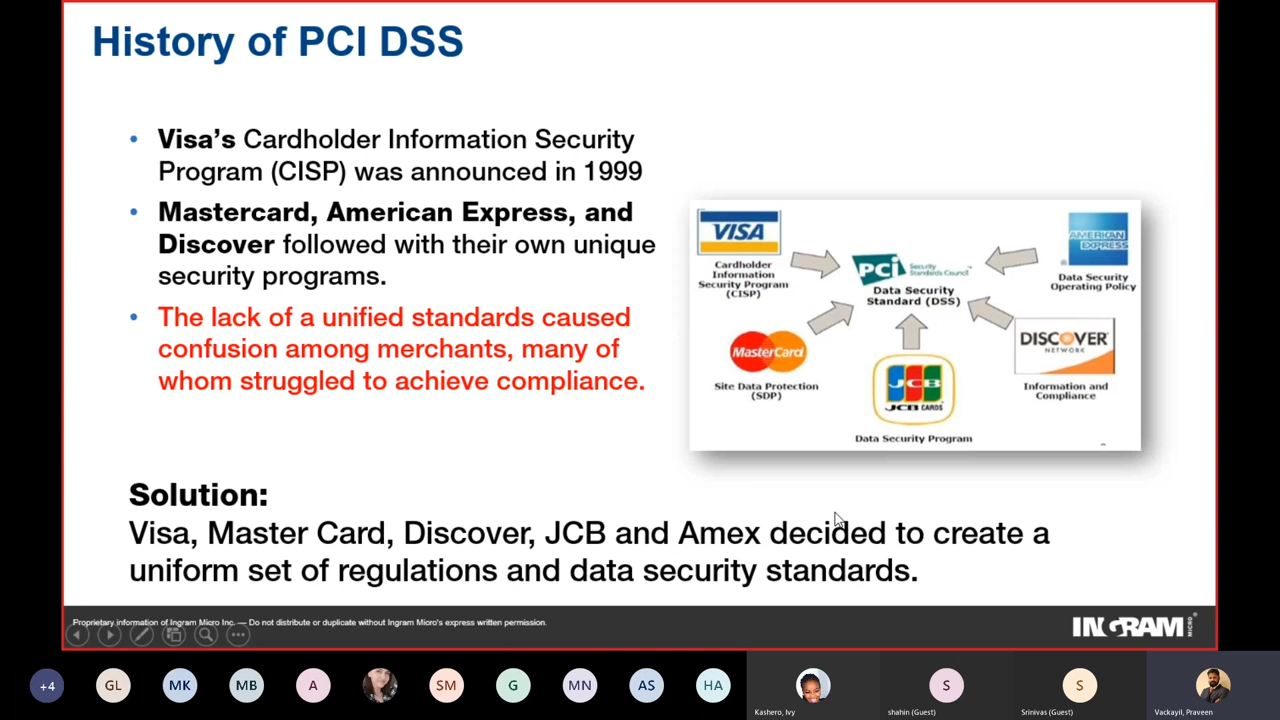 History of PCI DSS
• Visa's Cardholder Information Security
Program (CISP) was announced in 1999
• Mastercard, American Express, and
Discover followed with their own unique
security programs.
• The lack of a unified standards caused
confusion among merchants, many of
whom struggled to achieve compliance.
VISA
Cardholder
Information
Security Program
(CISP)
PCI Security
Standards Council
Data Security
Standard (DSS)
AMERICAN
EXPRESS
Data Security
Operating Policy
MasterCard
Site Data Protection
(SDP)
JCB
JCB CARDS
Data Security Program
DISCOVER
NETWORK
Information and
Compliance
Solution:
Visa, Master Card, Discover, JCB and Amex decided to create a
uniform set of regulations and data security standards.
Proprietary information of Ingram Micro Inc. — Do not distribute or duplicate without Ingram Micro's express written permission.
INGRAM MICRO
+4
GL
MK
MB
A
SM
G
MN
AS
HA
Kashero, Ivy
S
shahin (Guest)
S
Srinivas (Guest)
Vackayil, Praveen